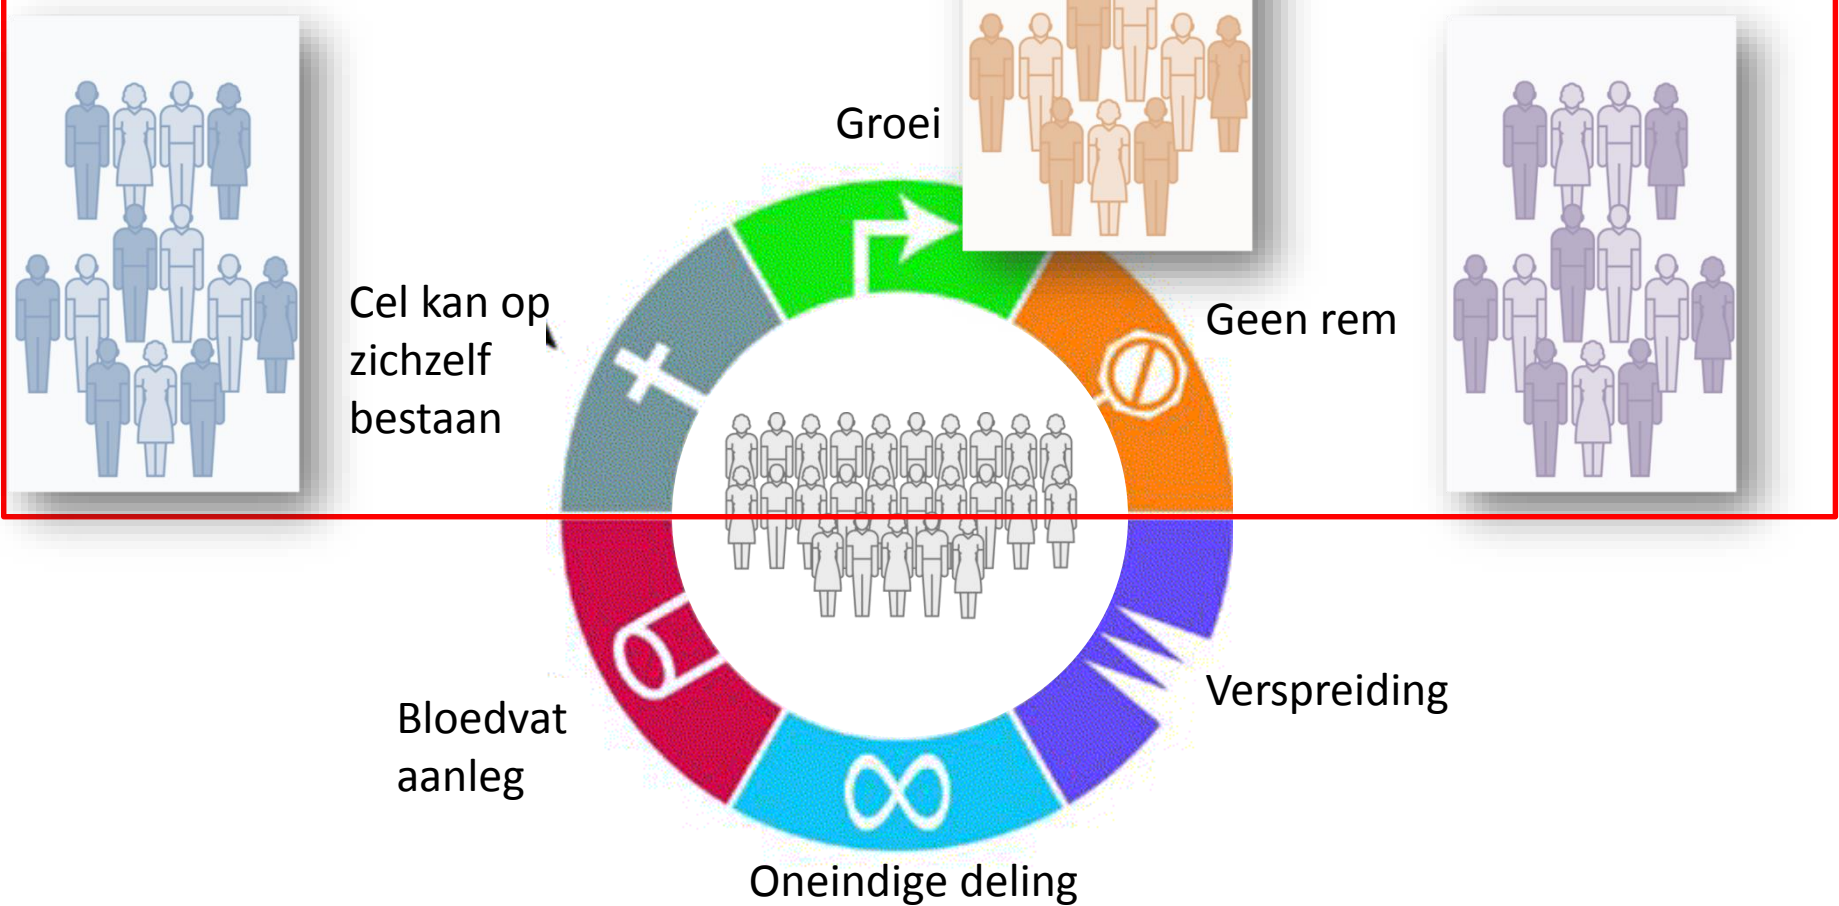 Groei
Cel kan op
zichzelf
bestaan
Geen rem
Verspreiding
Bloedvat
aanleg
Oneindige deling